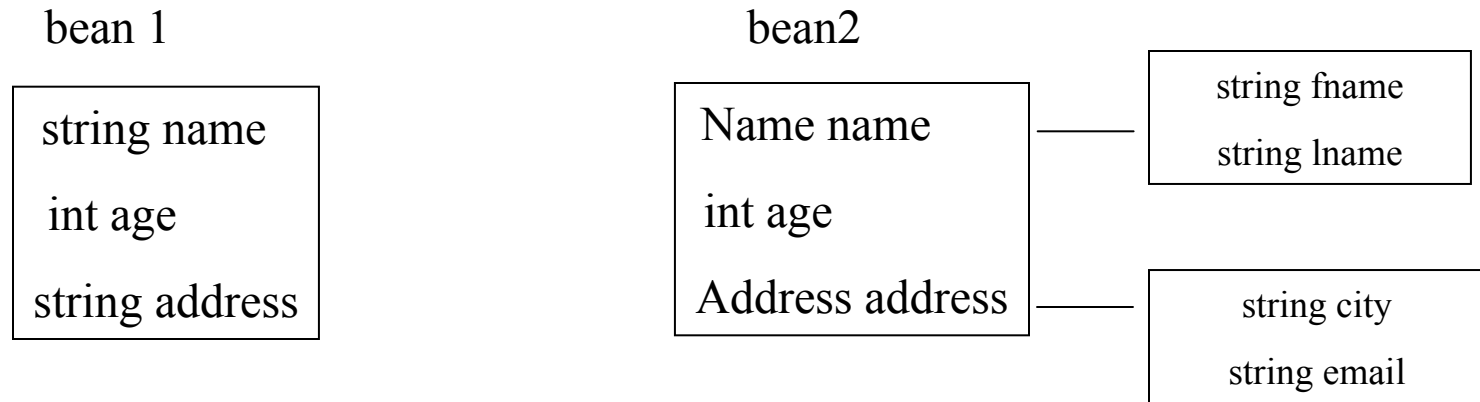 bean 1
string name
int age
string address
bean2
Name name
int age
Address address
string fname
string lname
string city
string email